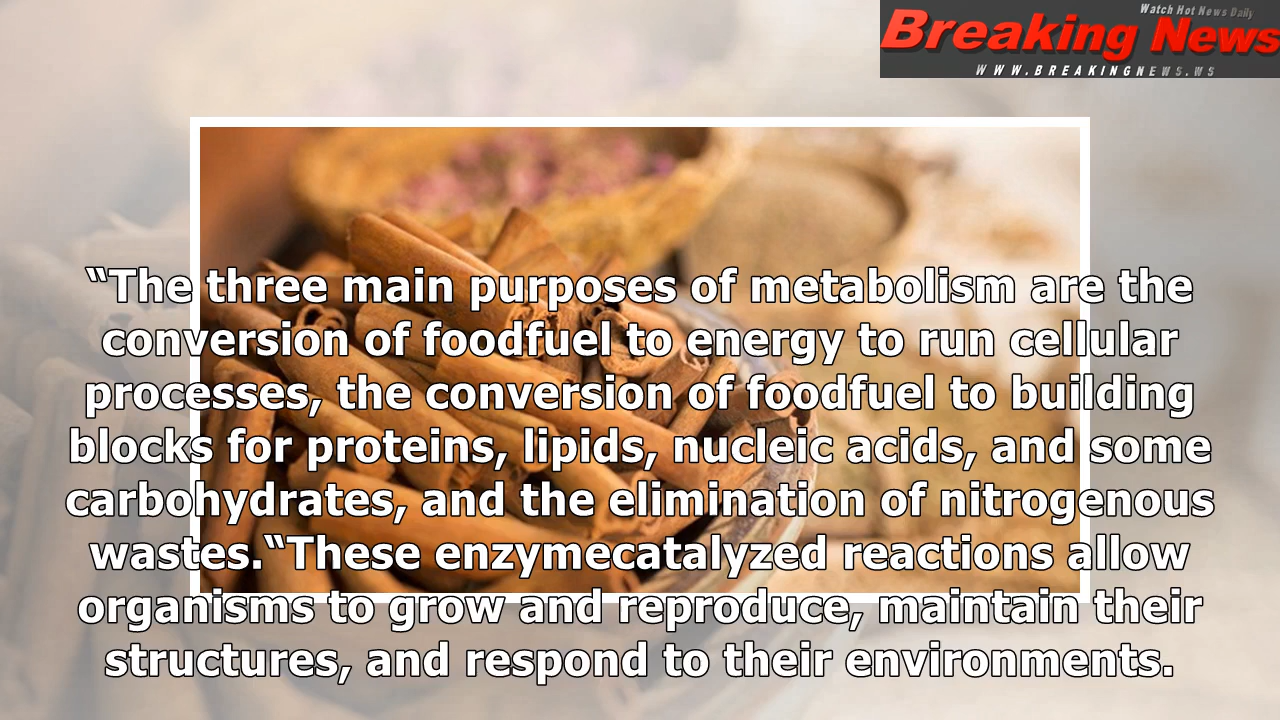 Watch Hot News Daily
Breaking News
WWW.BREAKINGNEWS.WS
“The three main purposes of metabolism are the
conversion of foodfuel to energy to run cellular
processes, the conversion of foodfuel to building
blocks for proteins, lipids, nucleic acids, and some
carbohydrates, and the elimination of nitrogenous
wastes.“These enzymecatalyzed reactions allow
organisms to grow and reproduce, maintain their
structures, and respond to their environments.